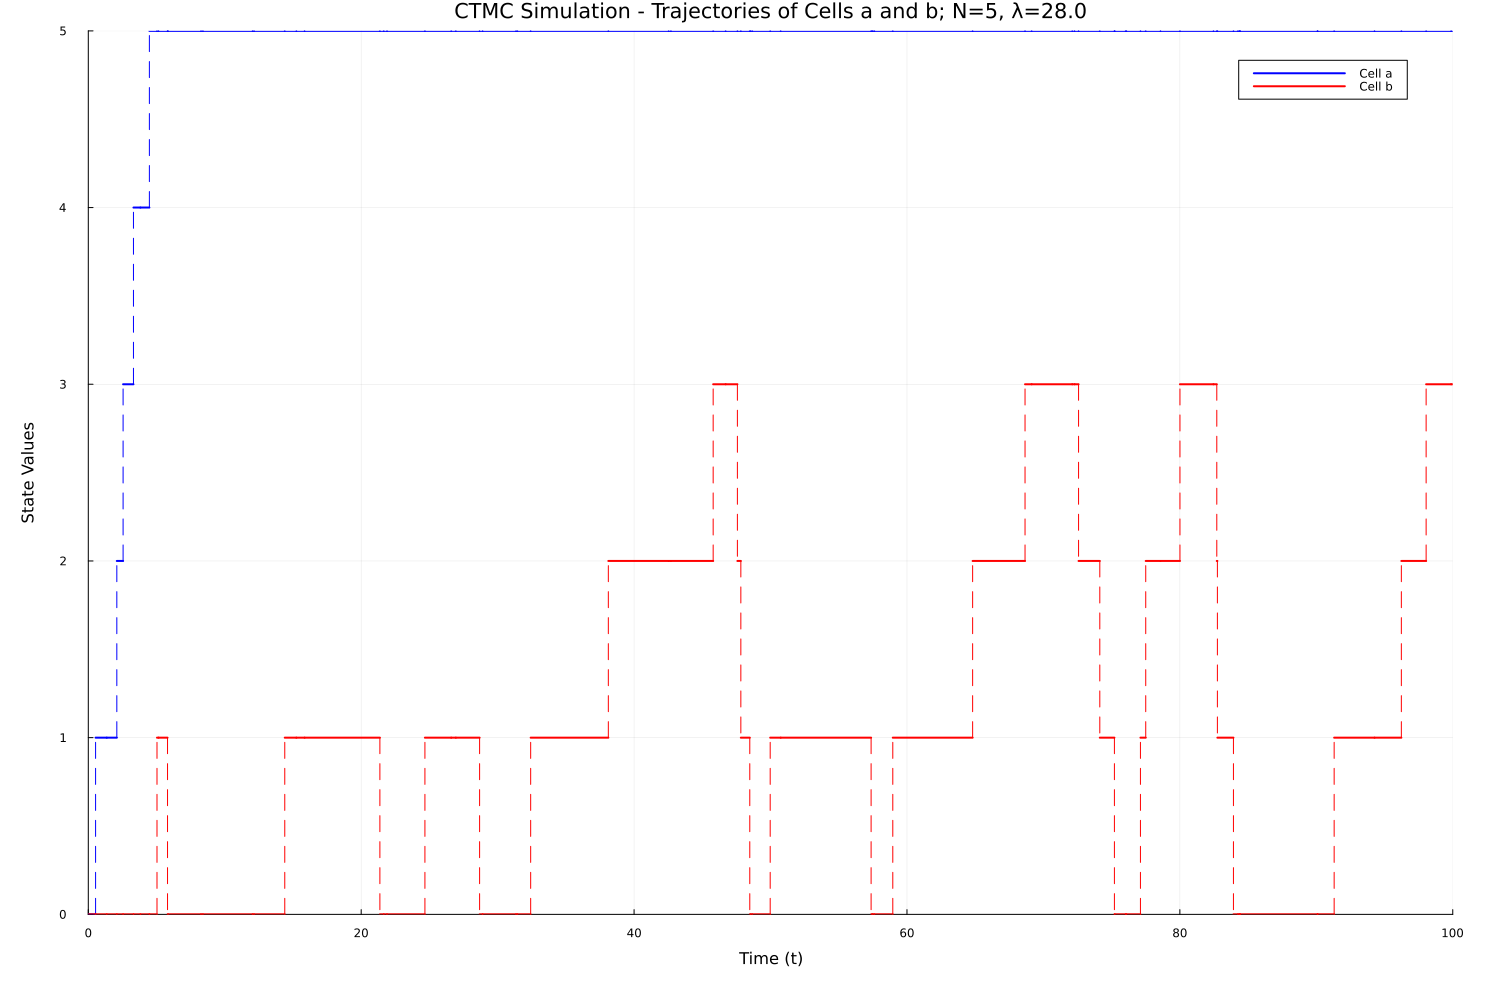 CTMC Simulation - Trajectories of Cells a and b; N=5, λ=28.0
Cell a
Cell b
State Values
5
4
3
2
1
0
0 20 40 60 80 100
Time (t)